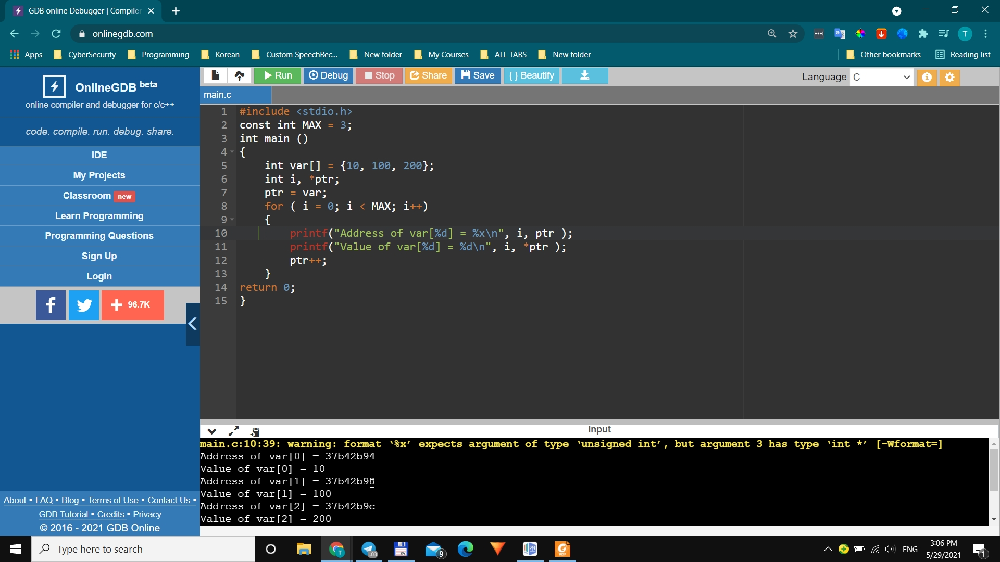 GDB online Debugger | Compiler
onlinegdb.com
Apps CyberSecurity Programming Korean Custom SpeechRec... New folder My Courses ALL TABS New folder Other bookmarks Reading list
T
OnlineGDB beta
online compiler and debugger for c/c++
code. compile. run. debug. share.
IDE
My Projects
Classroom new
Learn Programming
Programming Questions
Sign Up
Login
f + 96.7K
About • FAQ • Blog • Terms of Use • Contact Us •
GDB Tutorial • Credits • Privacy
© 2016 - 2021 GDB Online
Run Debug Stop Share Save { } Beautify
Language C
main.c
1 #include <stdio.h>
2 const int MAX = 3;
3 int main ()
4 {
5 int var[] = {10, 100, 200};
6 int i, *ptr;
7 ptr = var;
8 for ( i = 0; i < MAX; i++)
9 {
10 printf("Address of var[%d] = %x\n", i, ptr );
11 printf("Value of var[%d] = %d\n", i, *ptr );
12 ptr++;
13 }
14 return 0;
15 }
input
main.c:10:39: warning: format ‘%x’ expects argument of type ‘unsigned int’, but argument 3 has type ‘int *’ [-Wformat=]
Address of var[0] = 37b42b94
Value of var[0] = 10
Address of var[1] = 37b42b98
Value of var[1] = 100
Address of var[2] = 37b42b9c
Value of var[2] = 200
Type here to search
.03
9
ENG
3:06 PM
5/29/2021
1